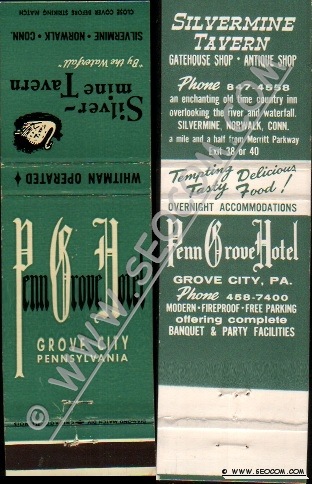 CLOSE COVER BEFORE STRIKING MATCH
SILVERMINE • NORWALK • CONN.
"By the Waterfall"
Silver-
mine Tavern
WHITMAN OPERATED
Penn Grove Hotel
GROVE CITY
PENNSYLVANIA
SILVERMINE
TAVERN
GATEHOUSE SHOP • ANTIQUE SHOP
Phone 847-4558
an enchanting old time country inn
overlooking the river and waterfall.
SILVERMINE, NORWALK, CONN.
a mile and a half from Merritt Parkway
Exit 38 or 40
Tempting Delicious
Tasty Food!
OVERNIGHT ACCOMMODATIONS
Penn Grove Hotel
GROVE CITY, PA.
Phone 458-7400
MODERN • FIREPROOF • FREE PARKING
offering complete
BANQUET & PARTY FACILITIES
© WWW.SEOCOM.COM
© WWW.SEOCOM.COM
© www.seocom.com